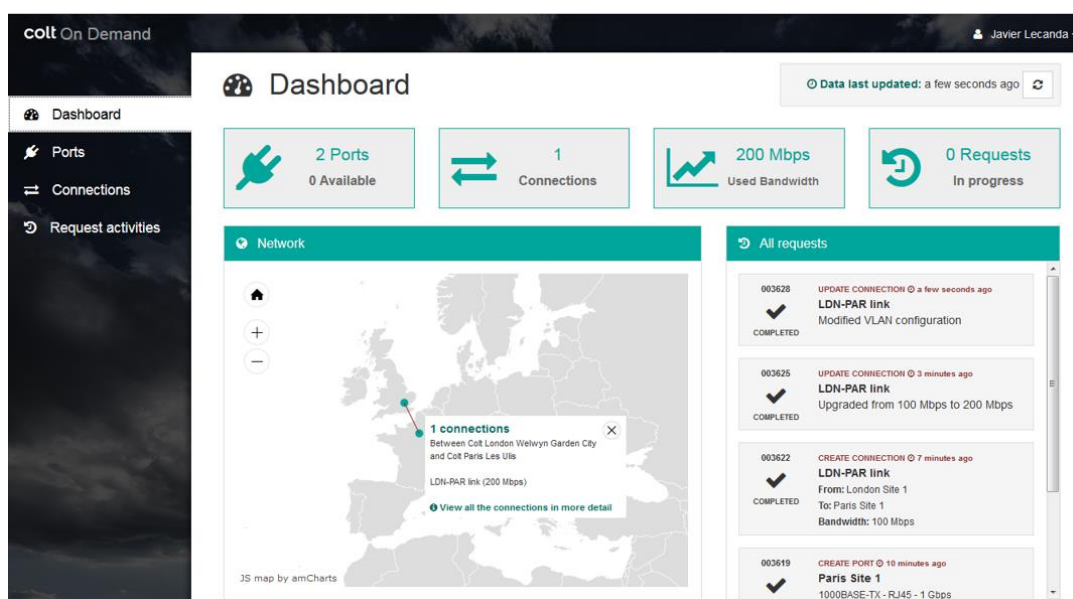 colt On Demand
Javier Lecanda
Dashboard
Ports
Connections
Request activities
Dashboard
Data last updated: a few seconds ago
2 Ports
0 Available
1
Connections
200 Mbps
Used Bandwidth
0 Requests
In progress
Network
1 connections
Between Colt London Welwyn Garden City
and Colt Paris Les Ulis
LDN-PAR link (200 Mbps)
View all the connections in more detail
JS map by amCharts
All requests
003628
COMPLETED
UPDATE CONNECTION a few seconds ago
LDN-PAR link
Modified VLAN configuration
003625
COMPLETED
UPDATE CONNECTION 3 minutes ago
LDN-PAR link
Upgraded from 100 Mbps to 200 Mbps
003622
COMPLETED
CREATE CONNECTION 7 minutes ago
LDN-PAR link
From: London Site 1
To: Paris Site 1
Bandwidth: 100 Mbps
003619
CREATE PORT 10 minutes ago
Paris Site 1
1000BASE-TX - RJ45 - 1 Gbps